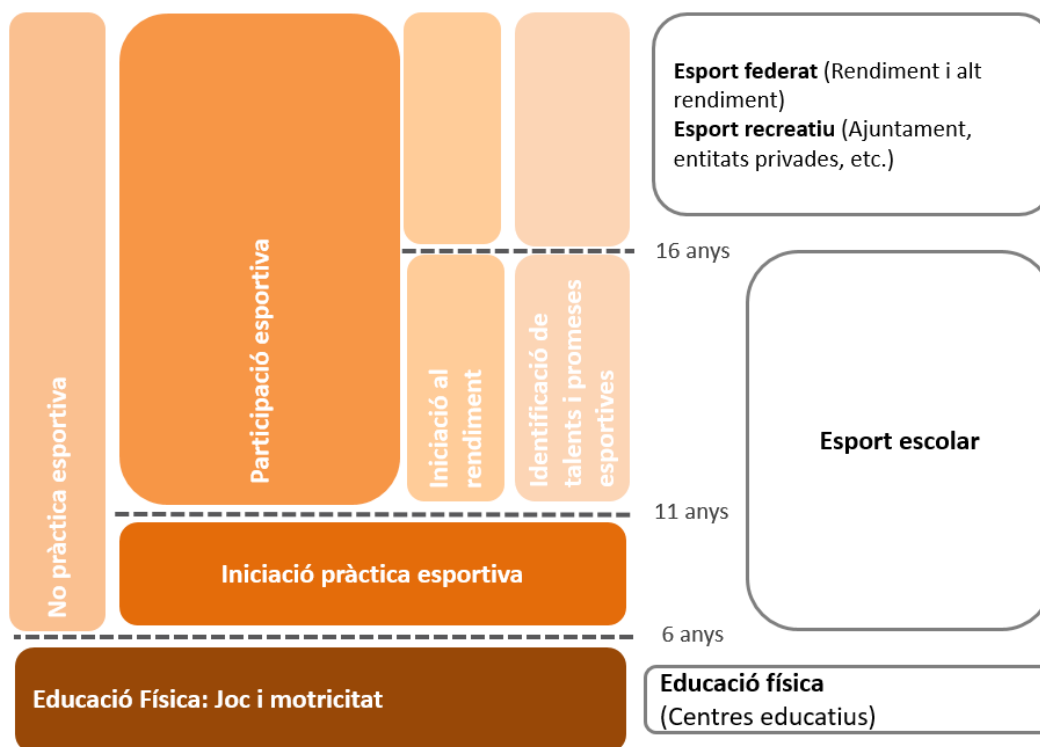 No pràctica esportiva
Participació esportiva
Iniciació al
rendiment
Identificació de
talents i promeses
esportives
Iniciació pràctica esportiva
Educació Física: Joc i motricitat
Esport federat (Rendiment i alt
rendiment)
Esport recreatiu (Ajuntament,
entitats privades, etc.)
16 anys
Esport escolar
11 anys
6 anys
Educació física
(Centres educatius)